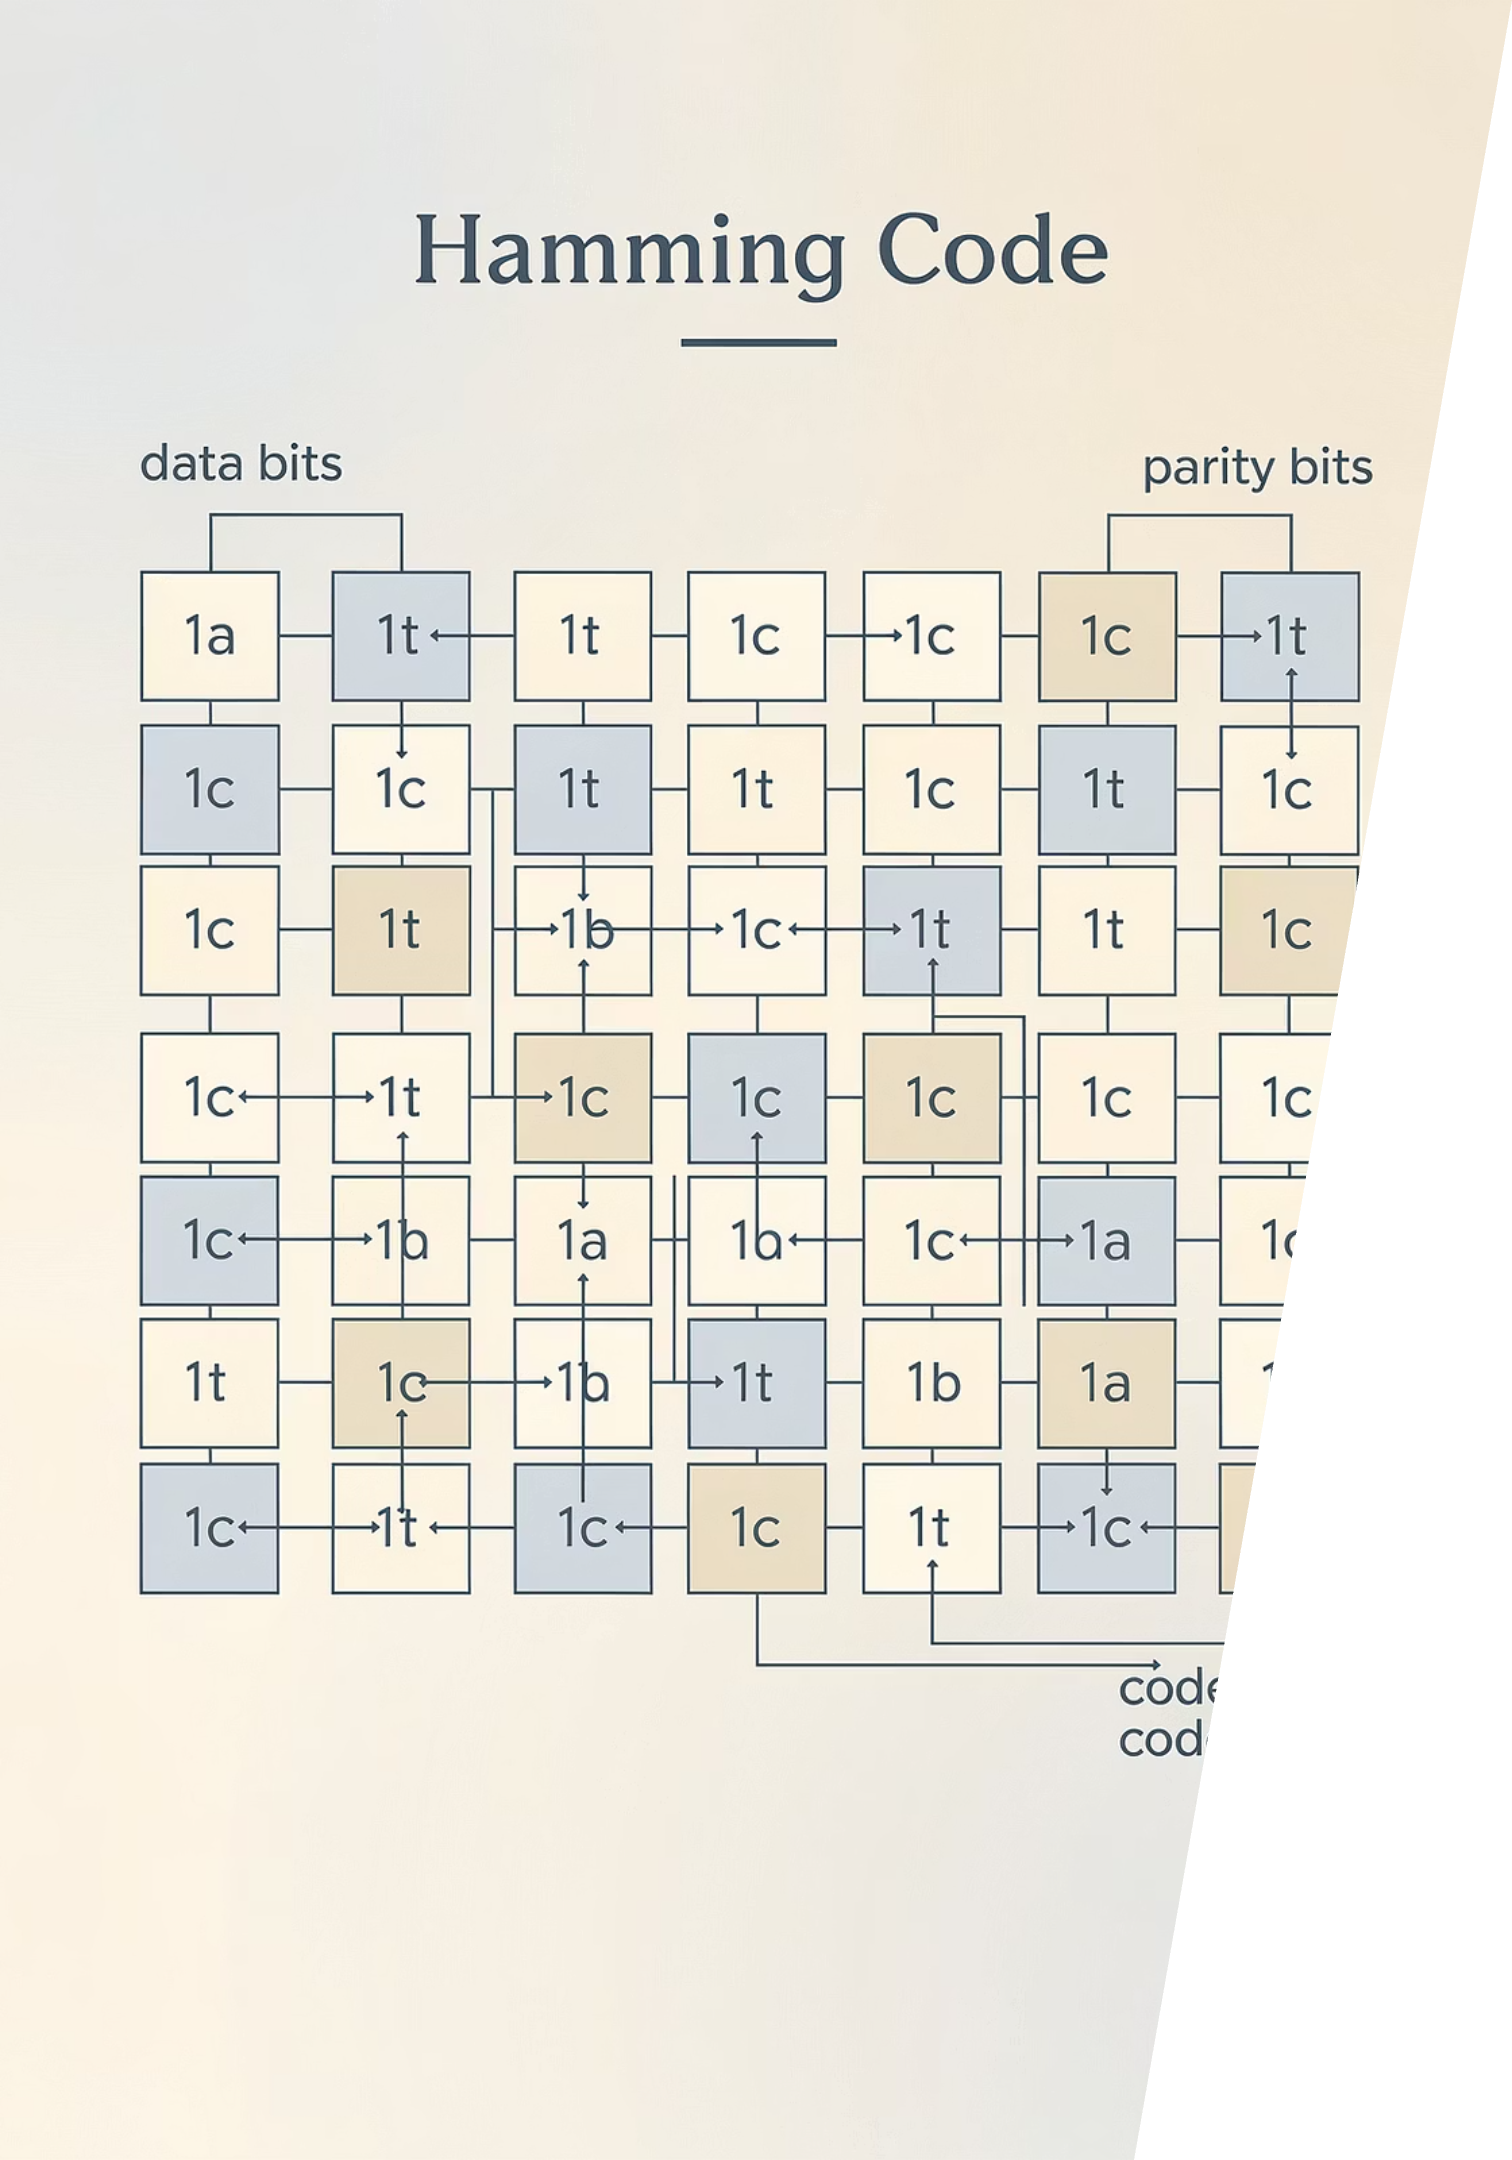 Hamming Code
data bits
parity bits
1a 1t 1t 1c 1c 1c 1t
1c 1c 1t 1t 1c 1t 1c
1c 1t 1b 1c 1t 1t 1c
1c 1t 1c 1c 1c 1c 1c
1c 1b 1a 1c 1a
1t 1c 1b 1t 1b 1a
1c 1t 1c 1c 1t 1c